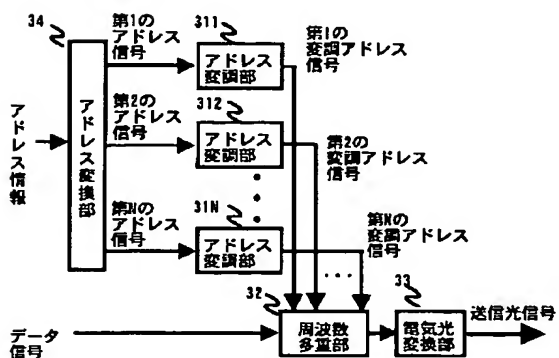 34
第1の
アドレス
信号
311
アドレス
変調部
第1の
変調アドレス
信号
アドレス情報
アドレス変換部
第2の
アドレス
信号
312
アドレス
変調部
第2の
変調アドレス
信号
第Nの
アドレス
信号
31N
アドレス
変調部
第Nの
変調アドレス
信号
データ
信号
32
周波数
多重部
33
電気光
変換部
送信光信号